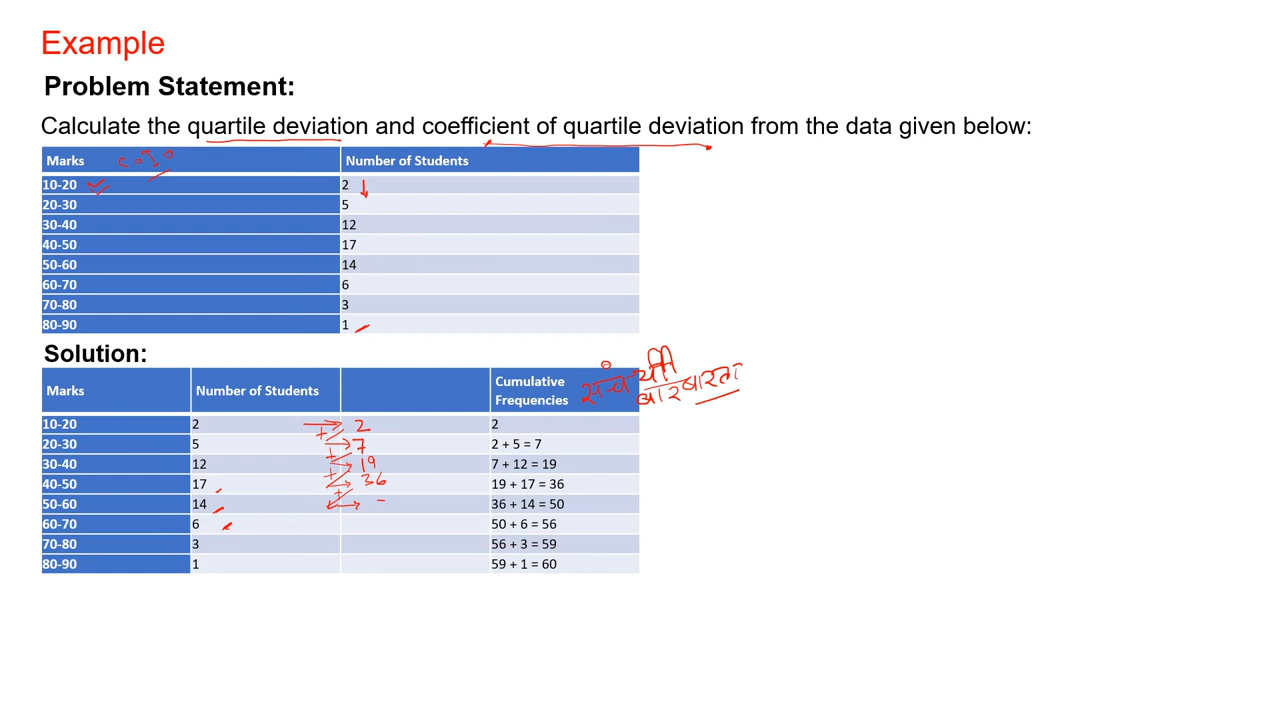 Example
Problem Statement:
Calculate the quartile deviation and coefficient of quartile deviation from the data given below:
Marks Number of Students
10-20 2
20-30 5
30-40 12
40-50 17
50-60 14
60-70 6
70-80 3
80-90 1
Solution:
Marks Number of Students Cumulative
Frequencies
10-20 2 2 2
20-30 5 7 2 + 5 = 7
30-40 12 19 7 + 12 = 19
40-50 17 36 19 + 17 = 36
50-60 14 36 + 14 = 50
60-70 6 50 + 6 = 56
70-80 3 56 + 3 = 59
80-90 1 59 + 1 = 60